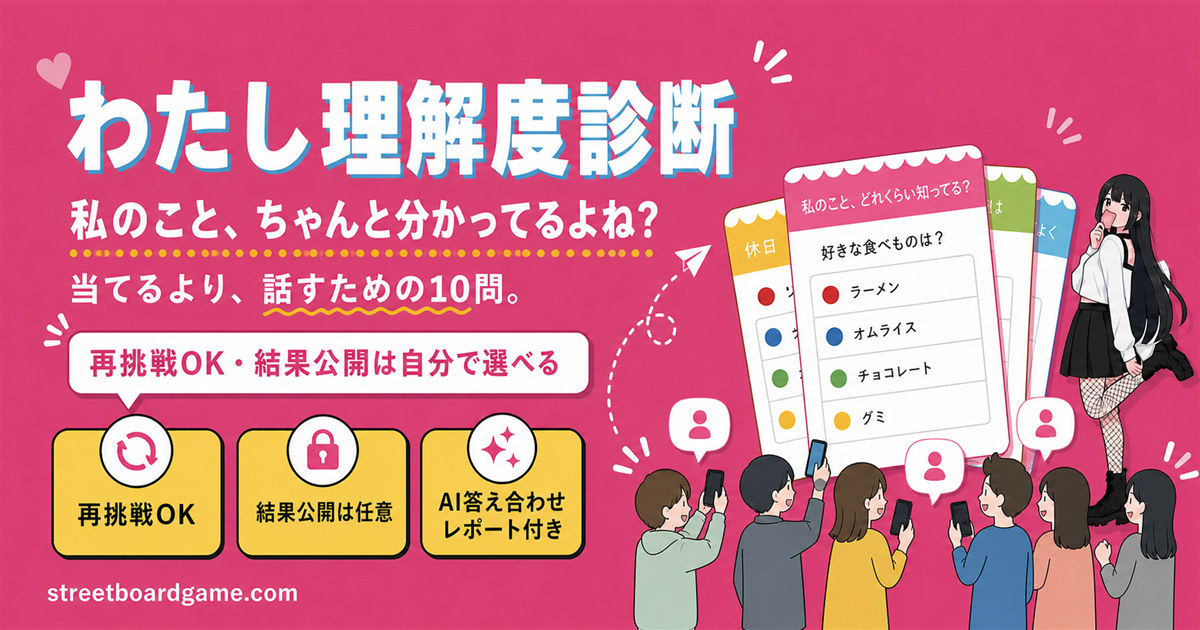 わたし理解度診断
私のこと、ちゃんと分かってるよね？
当てるより、話すための10問。
再挑戦OK・結果公開は自分で選べる
再挑戦OK
結果公開は任意
AI答え合わせ
レポート付き
streetboardgame.com
休日
私のこと、どれくらい知ってる？
好きな食べものは？
ラーメン
オムライス
チョコレート
グミ
は
よく